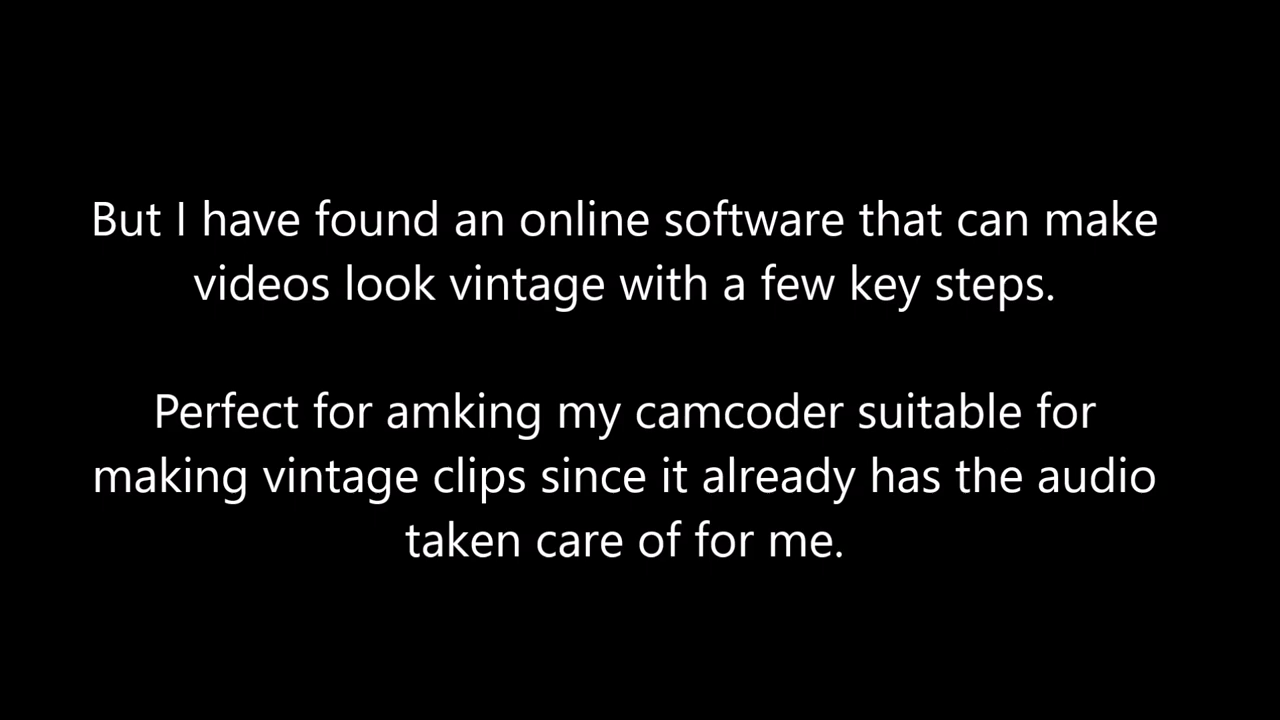 But I have found an online software that can make
videos look vintage with a few key steps.
Perfect for amking my camcoder suitable for
making vintage clips since it already has the audio
taken care of for me.